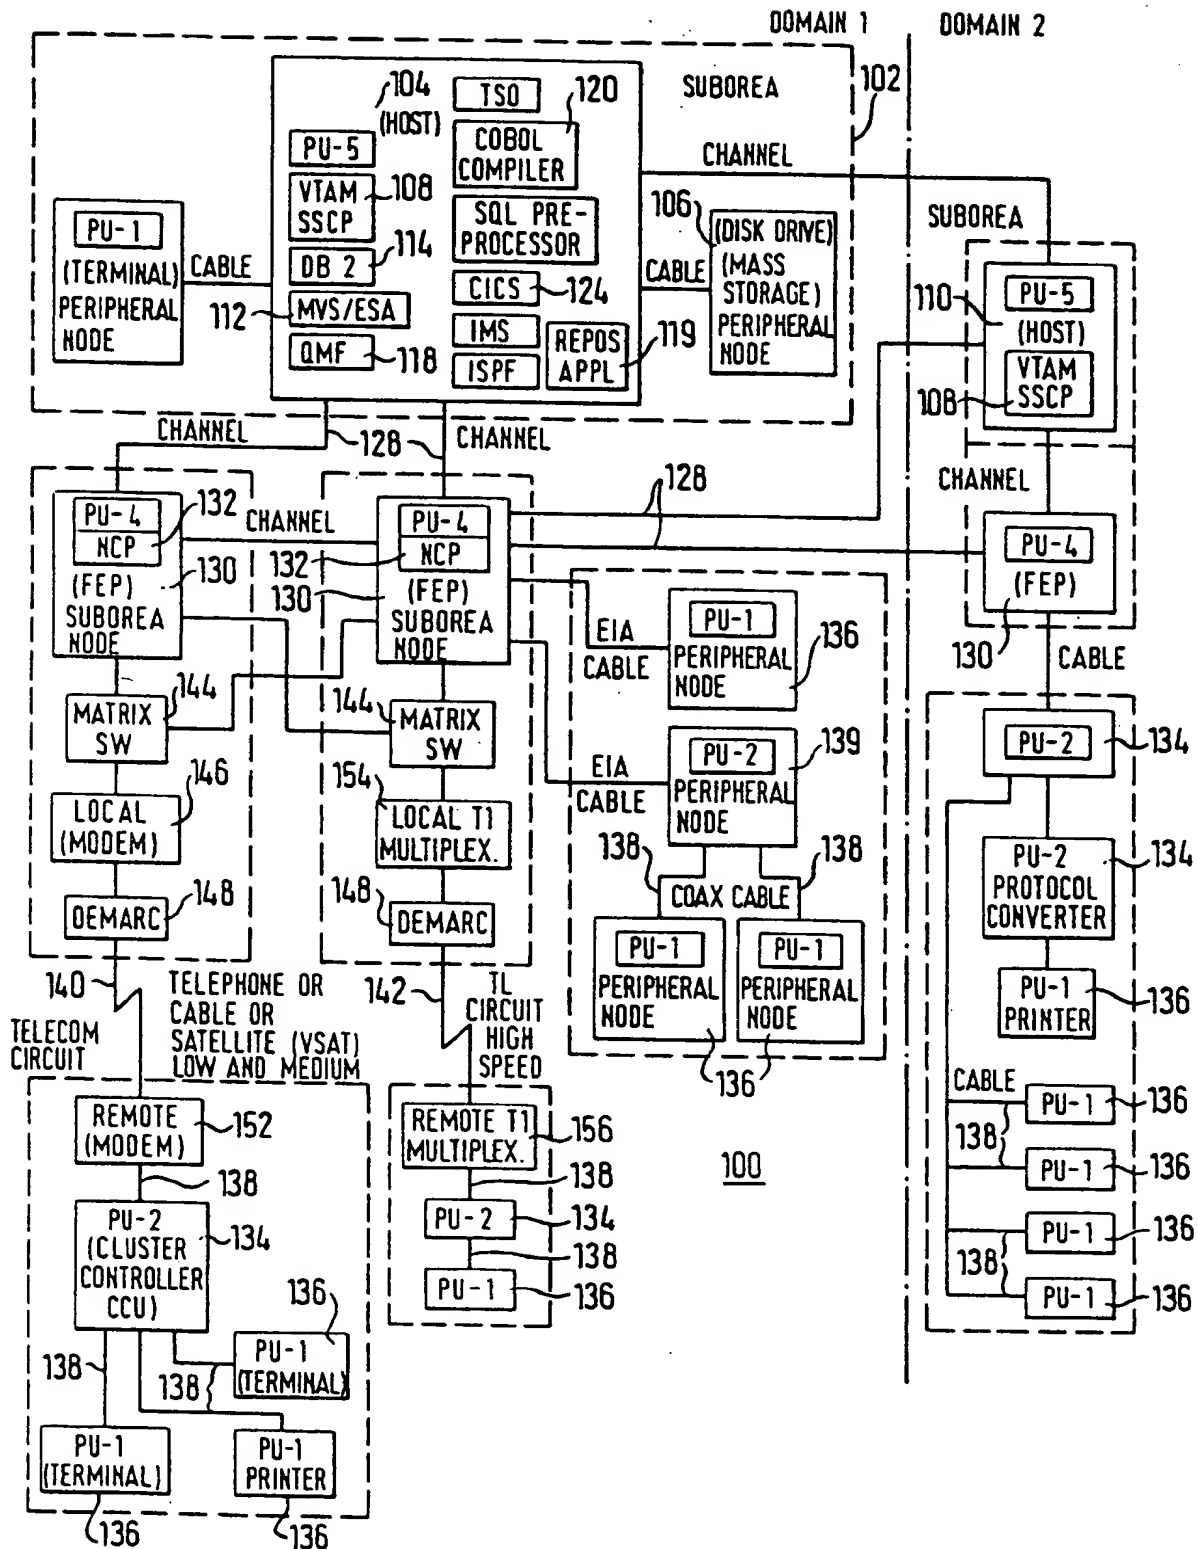 DOMAIN 1
DOMAIN 2
SUBOREA
102
104
(HOST)
PU-5
VTAM
SSCP
108
DB 2
114
MVS/ESA
112
QMF
118
TSO
120
COBOL
COMPILER
SQL PRE-
PROCESSOR
CICS
124
IMS
ISPF
REPOS
APPL
119
PU-1
(TERMINAL)
PERIPHERAL
NODE
CABLE
CABLE
106
(DISK DRIVE)
(MASS
STORAGE)
PERIPHERAL
NODE
CHANNEL
SUBOREA
110
PU-5
(HOST)
VTAM
SSCP
108
CHANNEL
128
CHANNEL
PU-4
NCP
132
(FEP)
130
SUBOREA
NODE
CHANNEL
PU-4
NCP
132
(FEP)
130
SUBOREA
NODE
128
CHANNEL
PU-4
(FEP)
130
CABLE
144
MATRIX
SW
146
LOCAL
(MODEM)
148
DEMARC
144
MATRIX
SW
154
LOCAL T1
MULTIPLEX.
148
DEMARC
EIA
CABLE
PU-1
PERIPHERAL
NODE
136
EIA
CABLE
PU-2
PERIPHERAL
NODE
139
138
138
COAX CABLE
PU-1
PERIPHERAL
NODE
PU-1
PERIPHERAL
NODE
136
PU-2
134
PU-2
PROTOCOL
CONVERTER
134
PU-1
PRINTER
136
CABLE
PU-1
136
138
PU-1
136
PU-1
136
138
PU-1
136
140
TELECOM
CIRCUIT
TELEPHONE OR
CABLE OR
SATELLITE (VSAT)
LOW AND MEDIUM
142
TL
CIRCUIT
HIGH
SPEED
REMOTE
(MODEM)
152
138
PU-2
(CLUSTER
CONTROLLER
CCU)
134
138
136
PU-1
(TERMINAL)
138
PU-1
(TERMINAL)
136
PU-1
PRINTER
136
REMOTE T1
MULTIPLEX.
156
138
PU-2
134
138
PU-1
136
100